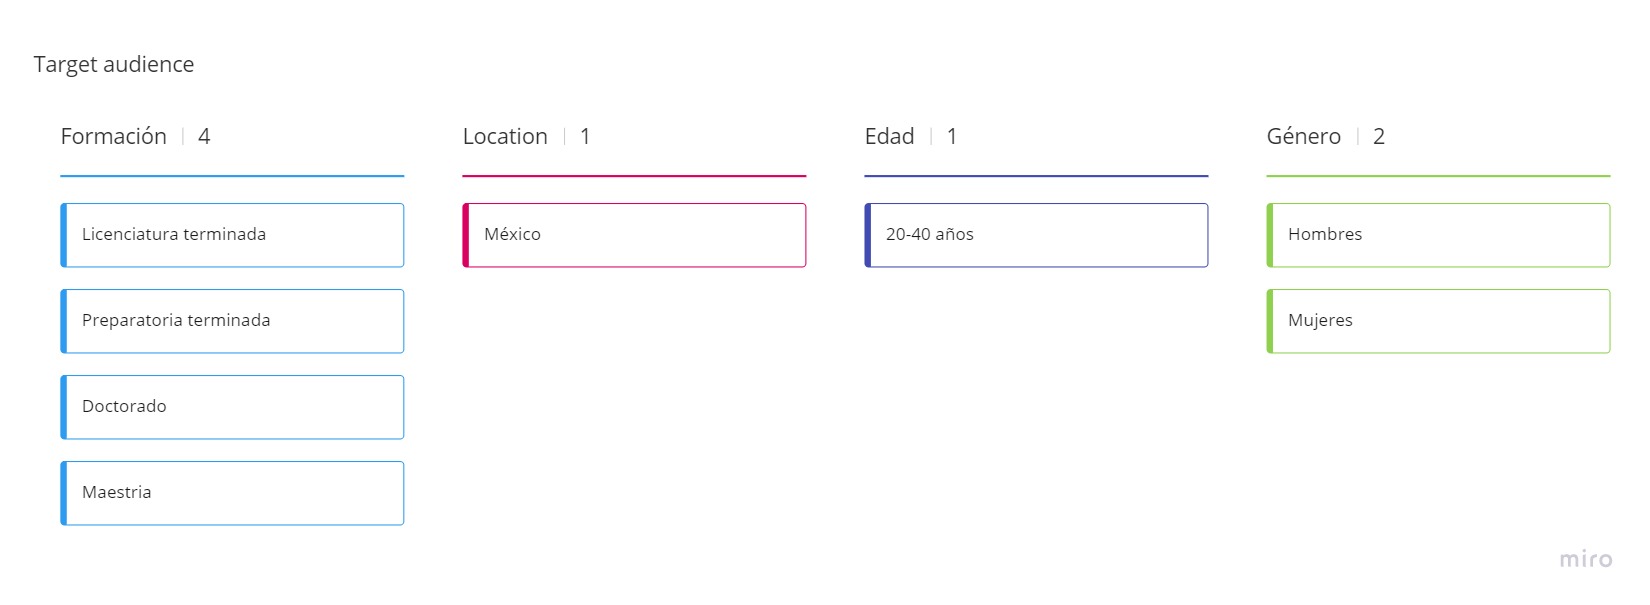 Target audience
Formación | 4
Licenciatura terminada
Preparatoria terminada
Doctorado
Maestria
Location | 1
México
Edad | 1
20-40 años
Género | 2
Hombres
Mujeres
miro